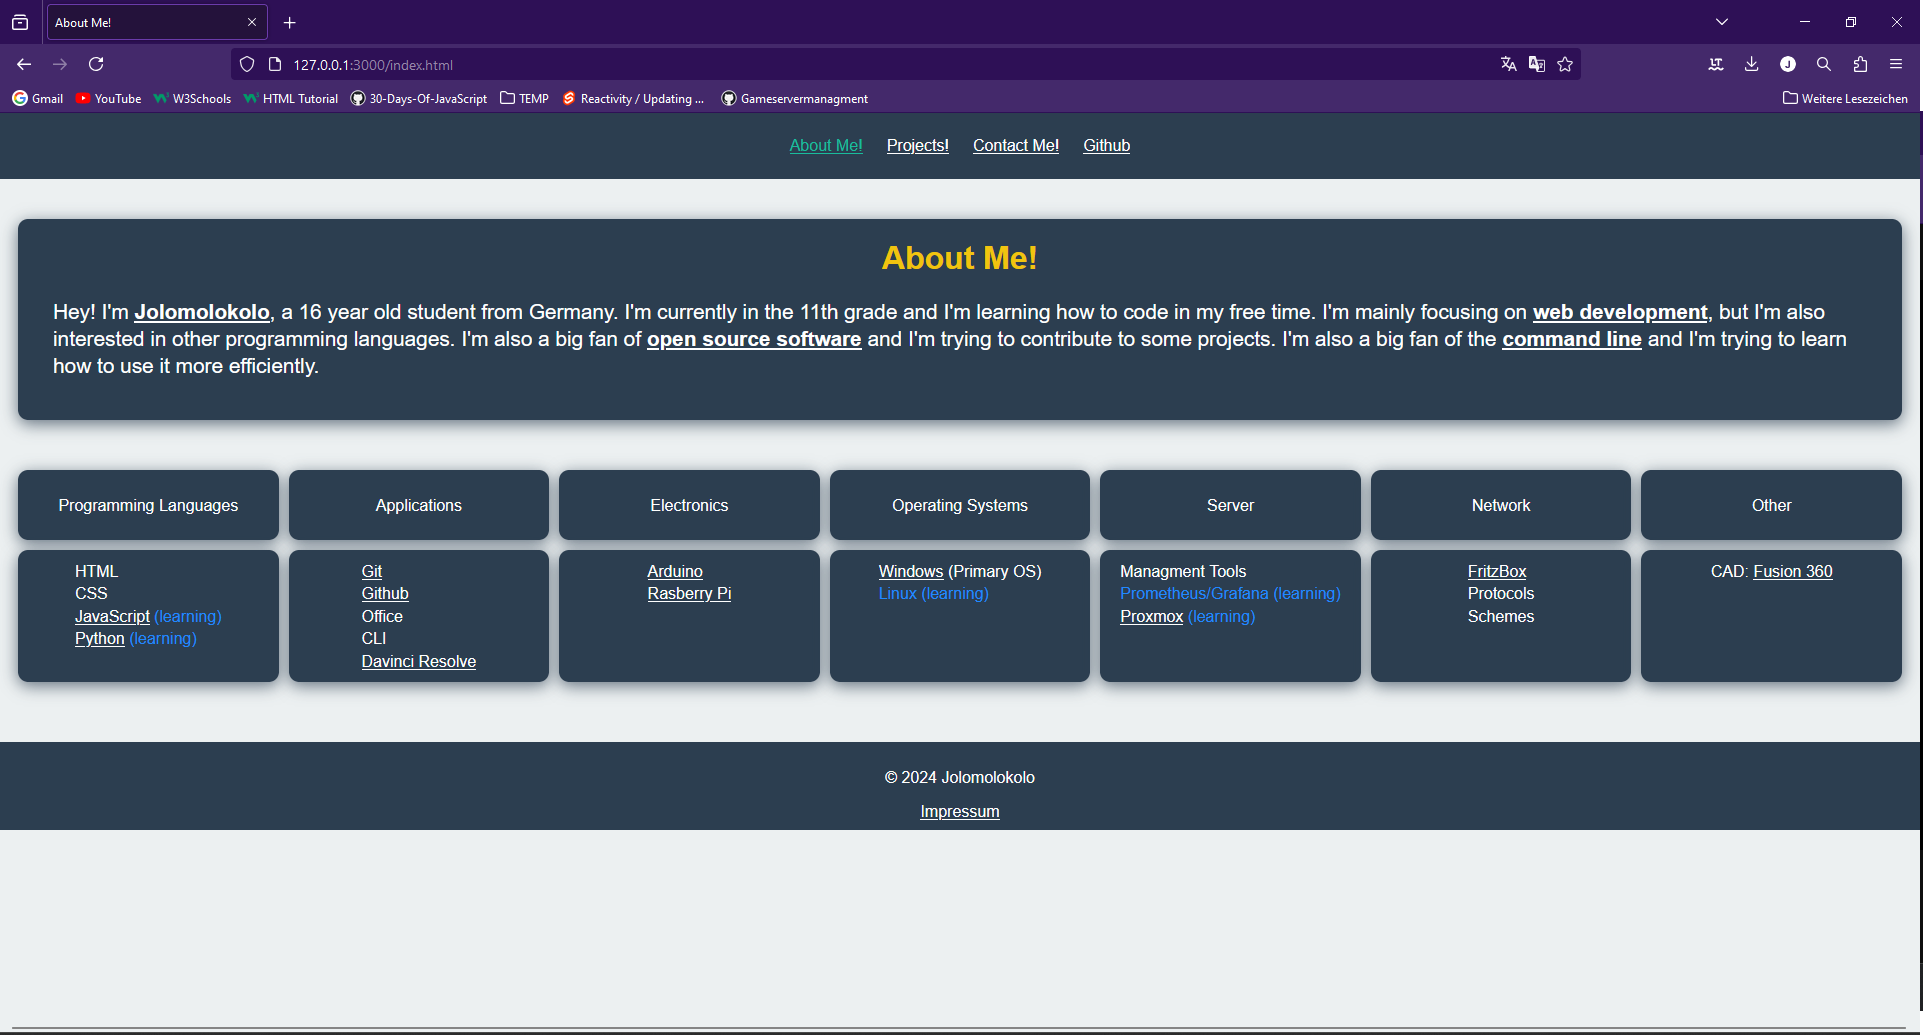 About Me!
127.0.0.1:3000/index.html
Gmail YouTube W3Schools HTML Tutorial 30-Days-Of-JavaScript TEMP Reactivity / Updating ... Gameservermanagment Weitere Lesezeichen
About Me! Projects! Contact Me! Github
About Me!
Hey! I'm Jolomolokolo, a 16 year old student from Germany. I'm currently in the 11th grade and I'm learning how to code in my free time. I'm mainly focusing on web development, but I'm also
interested in other programming languages. I'm also a big fan of open source software and I'm trying to contribute to some projects. I'm also a big fan of the command line and I'm trying to learn
how to use it more efficiently.
Programming Languages
HTML
CSS
JavaScript (learning)
Python (learning)
Applications
Git
Github
Office
CLI
Davinci Resolve
Electronics
Arduino
Rasberry Pi
Operating Systems
Windows (Primary OS)
Linux (learning)
Server
Managment Tools
Prometheus/Grafana (learning)
Proxmox (learning)
Network
FritzBox
Protocols
Schemes
Other
CAD: Fusion 360
© 2024 Jolomolokolo
Impressum